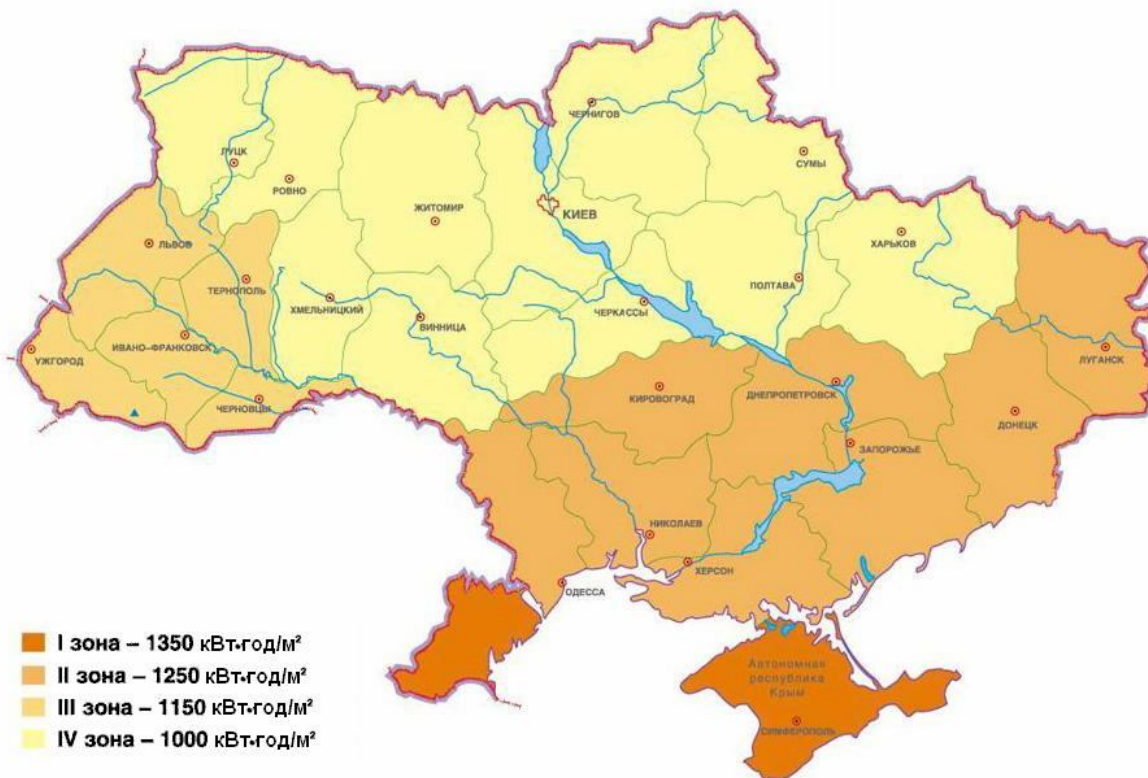 ЧЕРНИГОВ
СУМЫ
ЛУЦК
РОВНО
ЖИТОМИР
КИЕВ
ХАРЬКОВ
ЛЬВОВ
ТЕРНОПОЛЬ
ХМЕЛЬНИЦКИЙ
ВИННИЦА
ЧЕРКАССЫ
ПОЛТАВА
УЖГОРОД
ИВАНО-ФРАНКОВСК
ЛУГАНСК
ЧЕРНОВЦЫ
КИРОВОГРАД
ДНЕПРОПЕТРОВСК
ДОНЕЦК
ЗАПОРОЖЬЕ
НИКОЛАЕВ
ХЕРСОН
ОДЕССА
Автономная
республика
Крым
СИМФЕРОПОЛЬ
I зона – 1350 кВт•год/м²
II зона – 1250 кВт•год/м²
III зона – 1150 кВт•год/м²
IV зона – 1000 кВт•год/м²